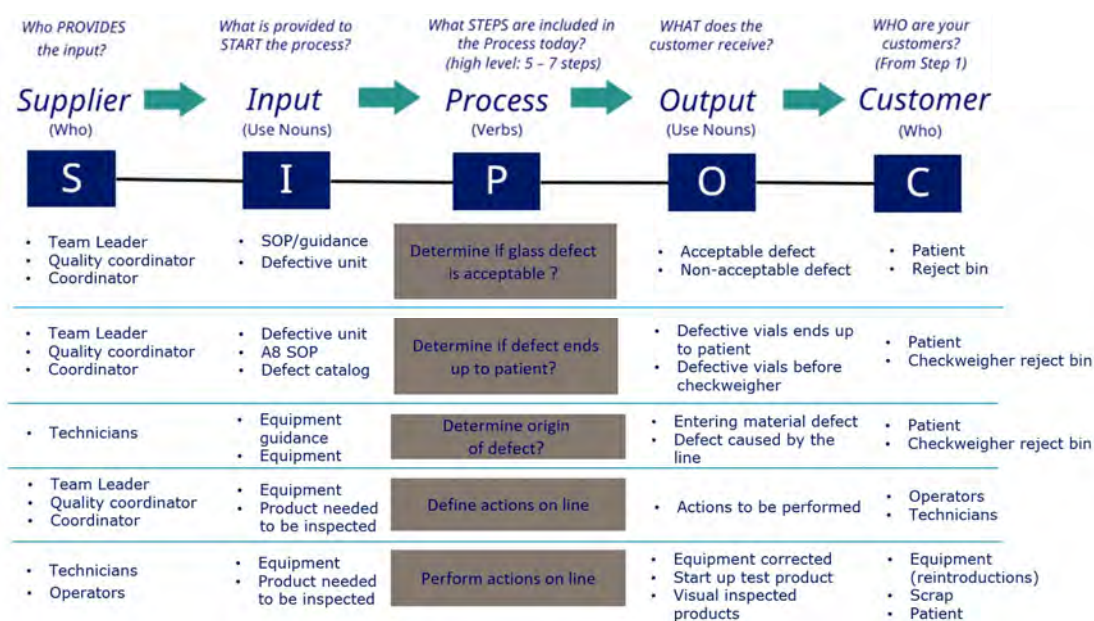 Who PROVIDES
the input?
What is provided to
START the process?
What STEPS are included in
the Process today?
(high level: 5 – 7 steps)
WHAT does the
customer receive?
WHO are your
customers?
(From Step 1)
Supplier
(Who)
Input
(Use Nouns)
Process
(Verbs)
Output
(Use Nouns)
Customer
(Who)
S
I
P
O
C
• Team Leader
• Quality coordinator
• Coordinator
• SOP/guidance
• Defective unit
Determine if glass defect
is acceptable ?
• Acceptable defect
• Non-acceptable defect
• Patient
• Reject bin
• Team Leader
• Quality coordinator
• Coordinator
• Defective unit
• A8 SOP
• Defect catalog
Determine if defect ends
up to patient?
• Defective vials ends up
to patient
• Defective vials before
checkweigher
• Patient
• Checkweigher reject bin
• Technicians
• Equipment
guidance
• Equipment
Determine origin
of defect?
• Entering material defect
• Defect caused by the
line
• Patient
• Checkweigher reject bin
• Team Leader
• Quality coordinator
• Coordinator
• Equipment
• Product needed
to be inspected
Define actions on line
• Actions to be performed
• Operators
• Technicians
• Technicians
• Operators
• Equipment
• Product needed
to be inspected
Perform actions on line
• Equipment corrected
• Start up test product
• Visual inspected
products
• Equipment
(reintroductions)
• Scrap
• Patient